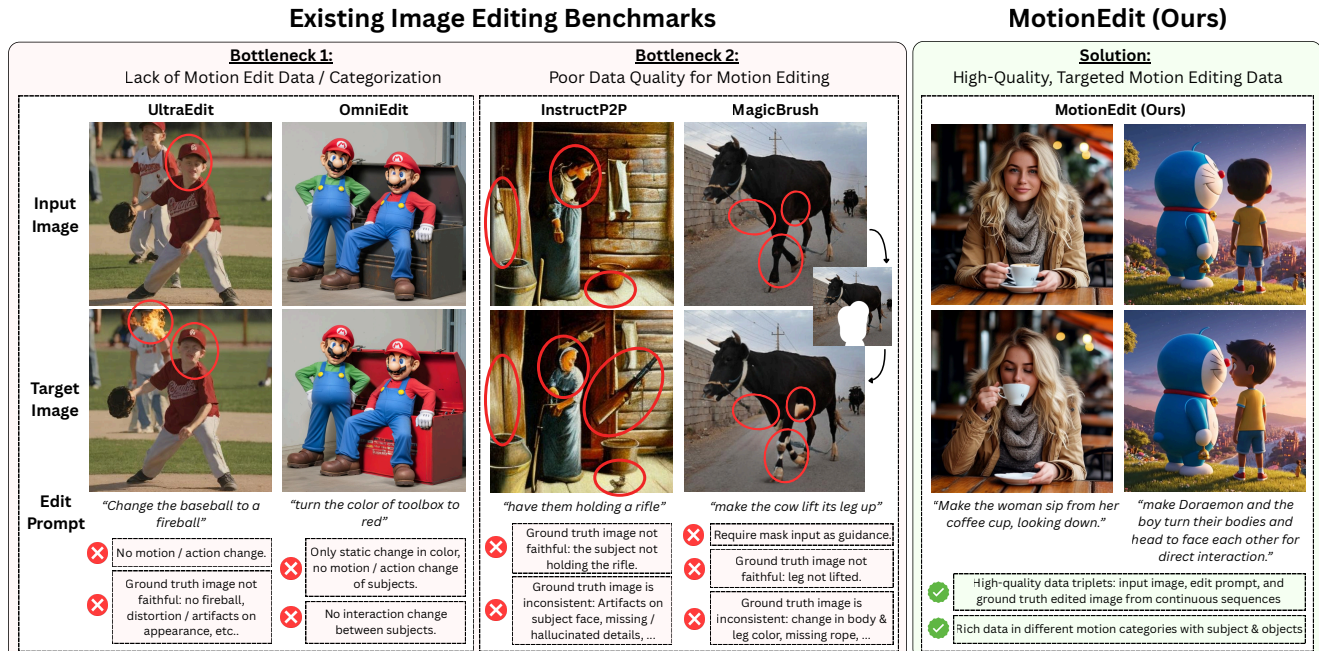 Existing Image Editing Benchmarks
MotionEdit (Ours)
Bottleneck 1:
Lack of Motion Edit Data / Categorization
Bottleneck 2:
Poor Data Quality for Motion Editing
Solution:
High-Quality, Targeted Motion Editing Data
UltraEdit
OmniEdit
InstructP2P
MagicBrush
MotionEdit (Ours)
Input
Image
Target
Image
Edit
Prompt
“Change the baseball to a
fireball”
“turn the color of toolbox to
red”
“have them holding a rifle”
“make the cow lift its leg up”
“Make the woman sip from her
coffee cup, looking down.”
“make Doraemon and the
boy turn their bodies and
head to face each other for
direct interaction.”
No motion / action change.
Ground truth image not
faithful: no fireball,
distortion / artifacts on
appearance, etc..
Only static change in color,
no motion / action change
of subjects.
No interaction change
between subjects.
Ground truth image not
faithful: the subject not
holding the rifle.
Ground truth image is
inconsistent: Artifacts on
subject face, missing /
hallucinated details, ...
Require mask input as guidance.
Ground truth image not
faithful: leg not lifted.
Ground truth image is
inconsistent: change in body &
leg color, missing rope, ...
High-quality data triplets: input image, edit prompt, and
ground truth edited image from continuous sequences
Rich data in different motion categories with subject & objects